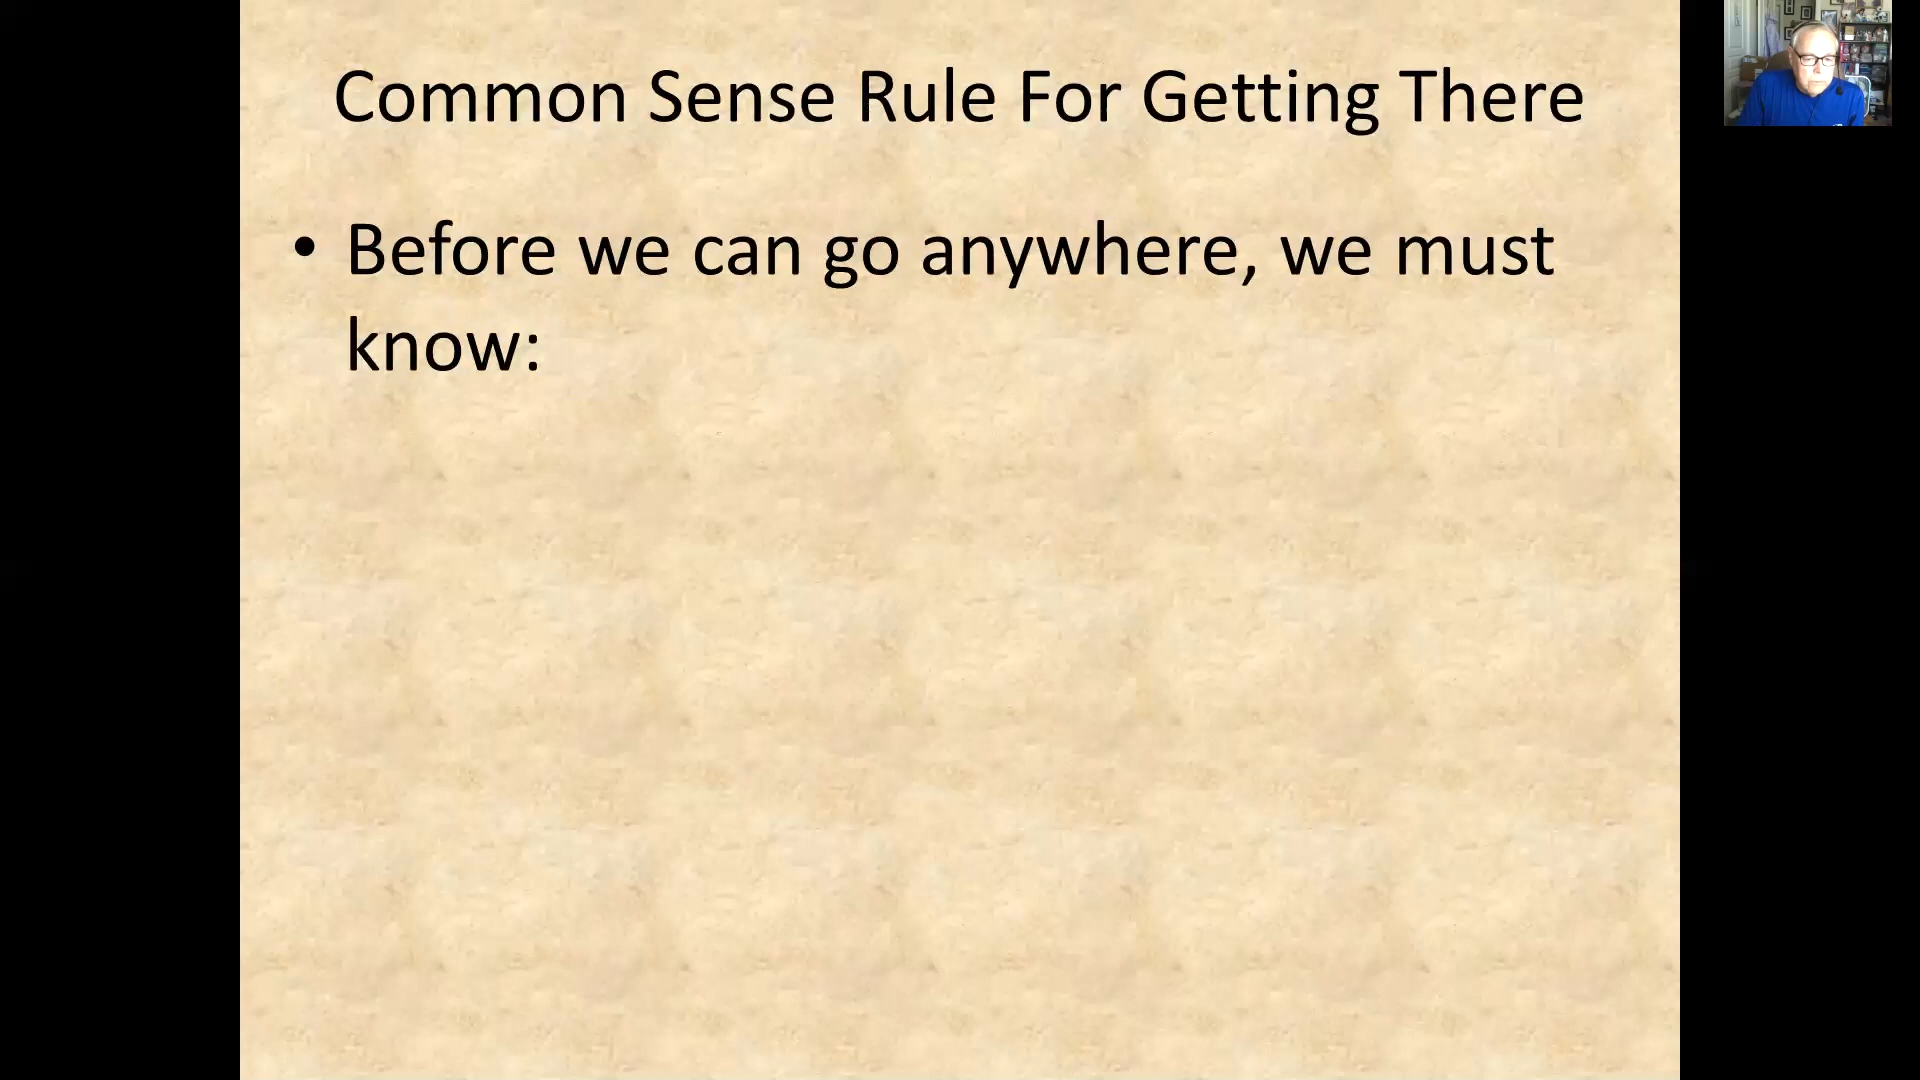 Common Sense Rule For Getting There
• Before we can go anywhere, we must
know: